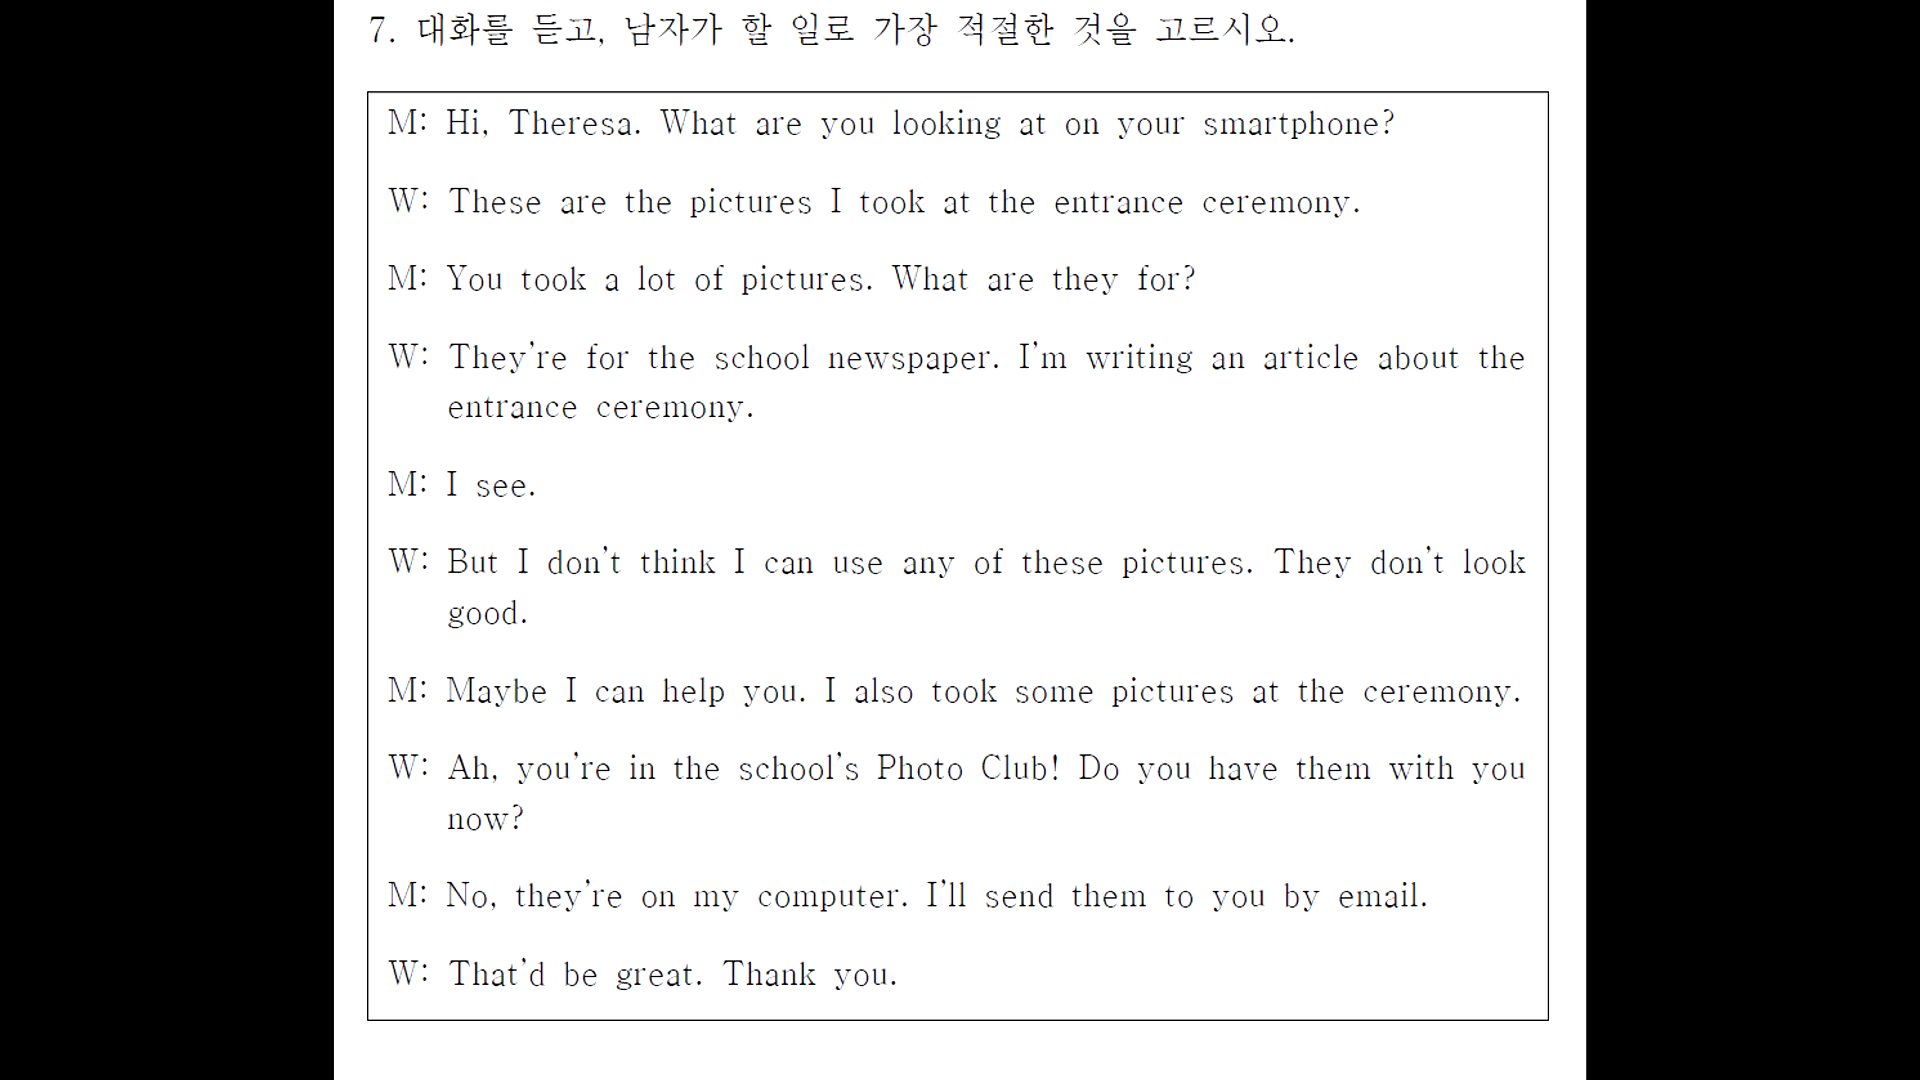 7. 대화를 듣고, 남자가 할 일로 가장 적절한 것을 고르시오.
M: Hi, Theresa. What are you looking at on your smartphone?
W: These are the pictures I took at the entrance ceremony.
M: You took a lot of pictures. What are they for?
W: They're for the school newspaper. I'm writing an article about the
entrance ceremony.
M: I see.
W: But I don't think I can use any of these pictures. They don't look
good.
M: Maybe I can help you. I also took some pictures at the ceremony.
W: Ah, you're in the school's Photo Club! Do you have them with you
now?
M: No, they're on my computer. I'll send them to you by email.
W: That'd be great. Thank you.